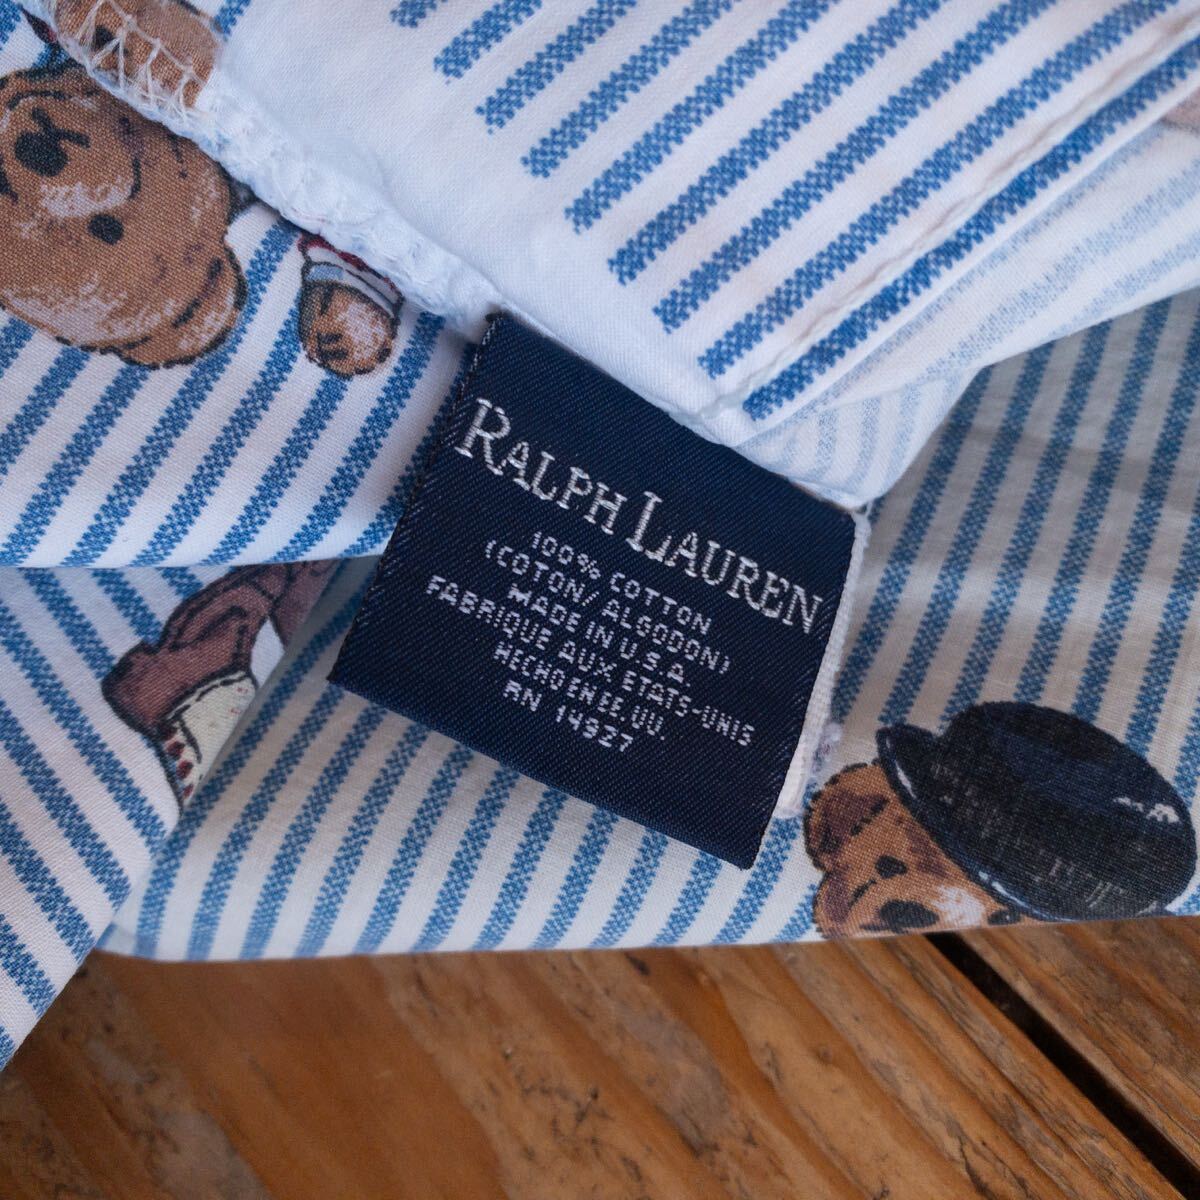 RALPH LAUREN
100% COTTON
(COTON/ALGODON)
MADE IN U.S.A.
FABRIQUE AUX ETATS-UNIS
HECHO EN EE. UU.
RN 14927